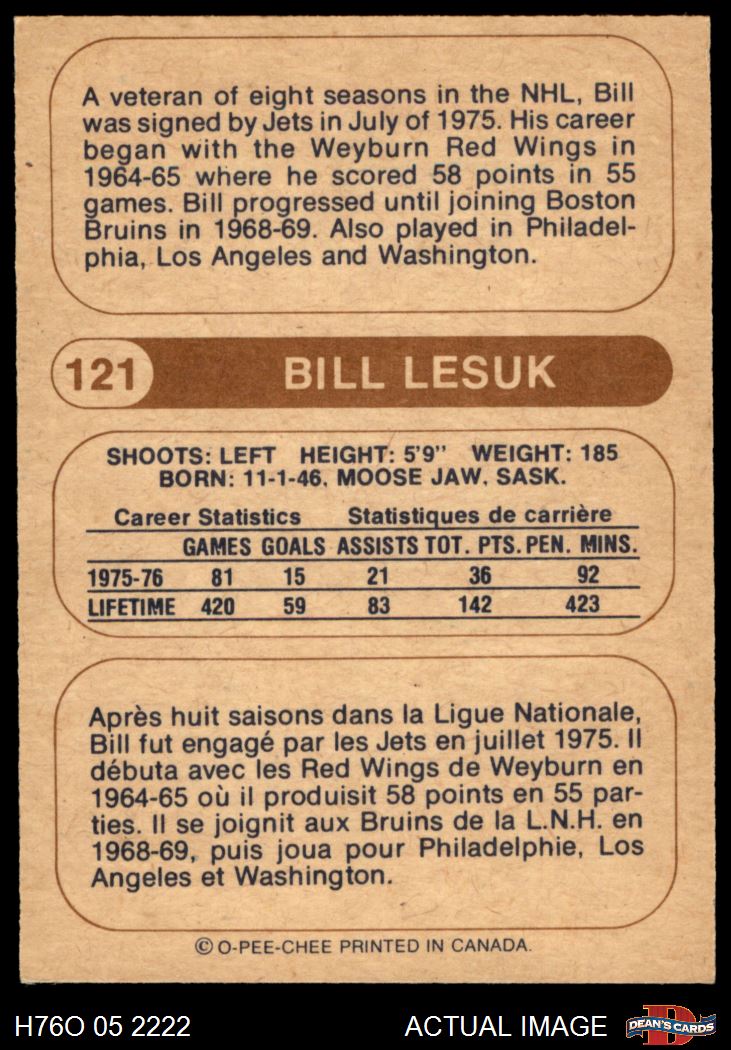 A veteran of eight seasons in the NHL, Bill
was signed by Jets in July of 1975. His career
began with the Weyburn Red Wings in
1964-65 where he scored 58 points in 55
games. Bill progressed until joining Boston
Bruins in 1968-69. Also played in Philadel-
phia, Los Angeles and Washington.
121 BILL LESUK
SHOOTS: LEFT HEIGHT: 5'9" WEIGHT: 185
BORN: 11-1-46, MOOSE JAW, SASK.
Career Statistics Statistiques de carrière
GAMES GOALS ASSISTS TOT. PTS. PEN. MINS.
1975-76 81 15 21 36 92
LIFETIME 420 59 83 142 423
Après huit saisons dans la Ligue Nationale,
Bill fut engagé par les Jets en juillet 1975. Il
débuta avec les Red Wings de Weyburn en
1964-65 où il produisit 58 points en 55 par-
ties. Il se joignit aux Bruins de la L.N.H. en
1968-69, puis joua pour Philadelphie, Los
Angeles et Washington.
© O-PEE-CHEE PRINTED IN CANADA.
H76O 05 2222 ACTUAL IMAGE D DEAN'S CARDS